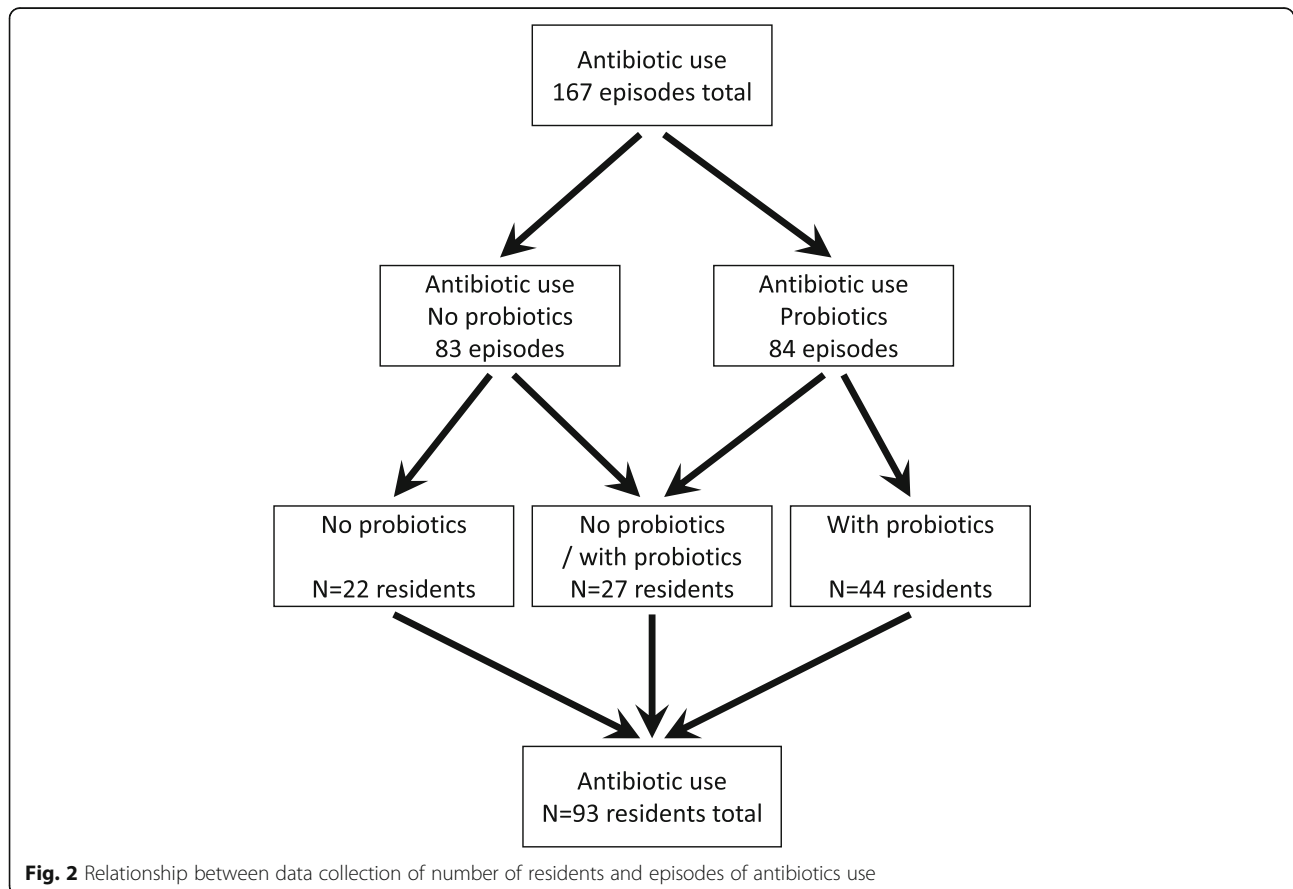 Antibiotic use
167 episodes total
Antibiotic use
No probiotics
83 episodes
Antibiotic use
Probiotics
84 episodes
No probiotics
N=22 residents
No probiotics
/ with probiotics
N=27 residents
With probiotics
N=44 residents
Antibiotic use
N=93 residents total
Fig. 2 Relationship between data collection of number of residents and episodes of antibiotics use